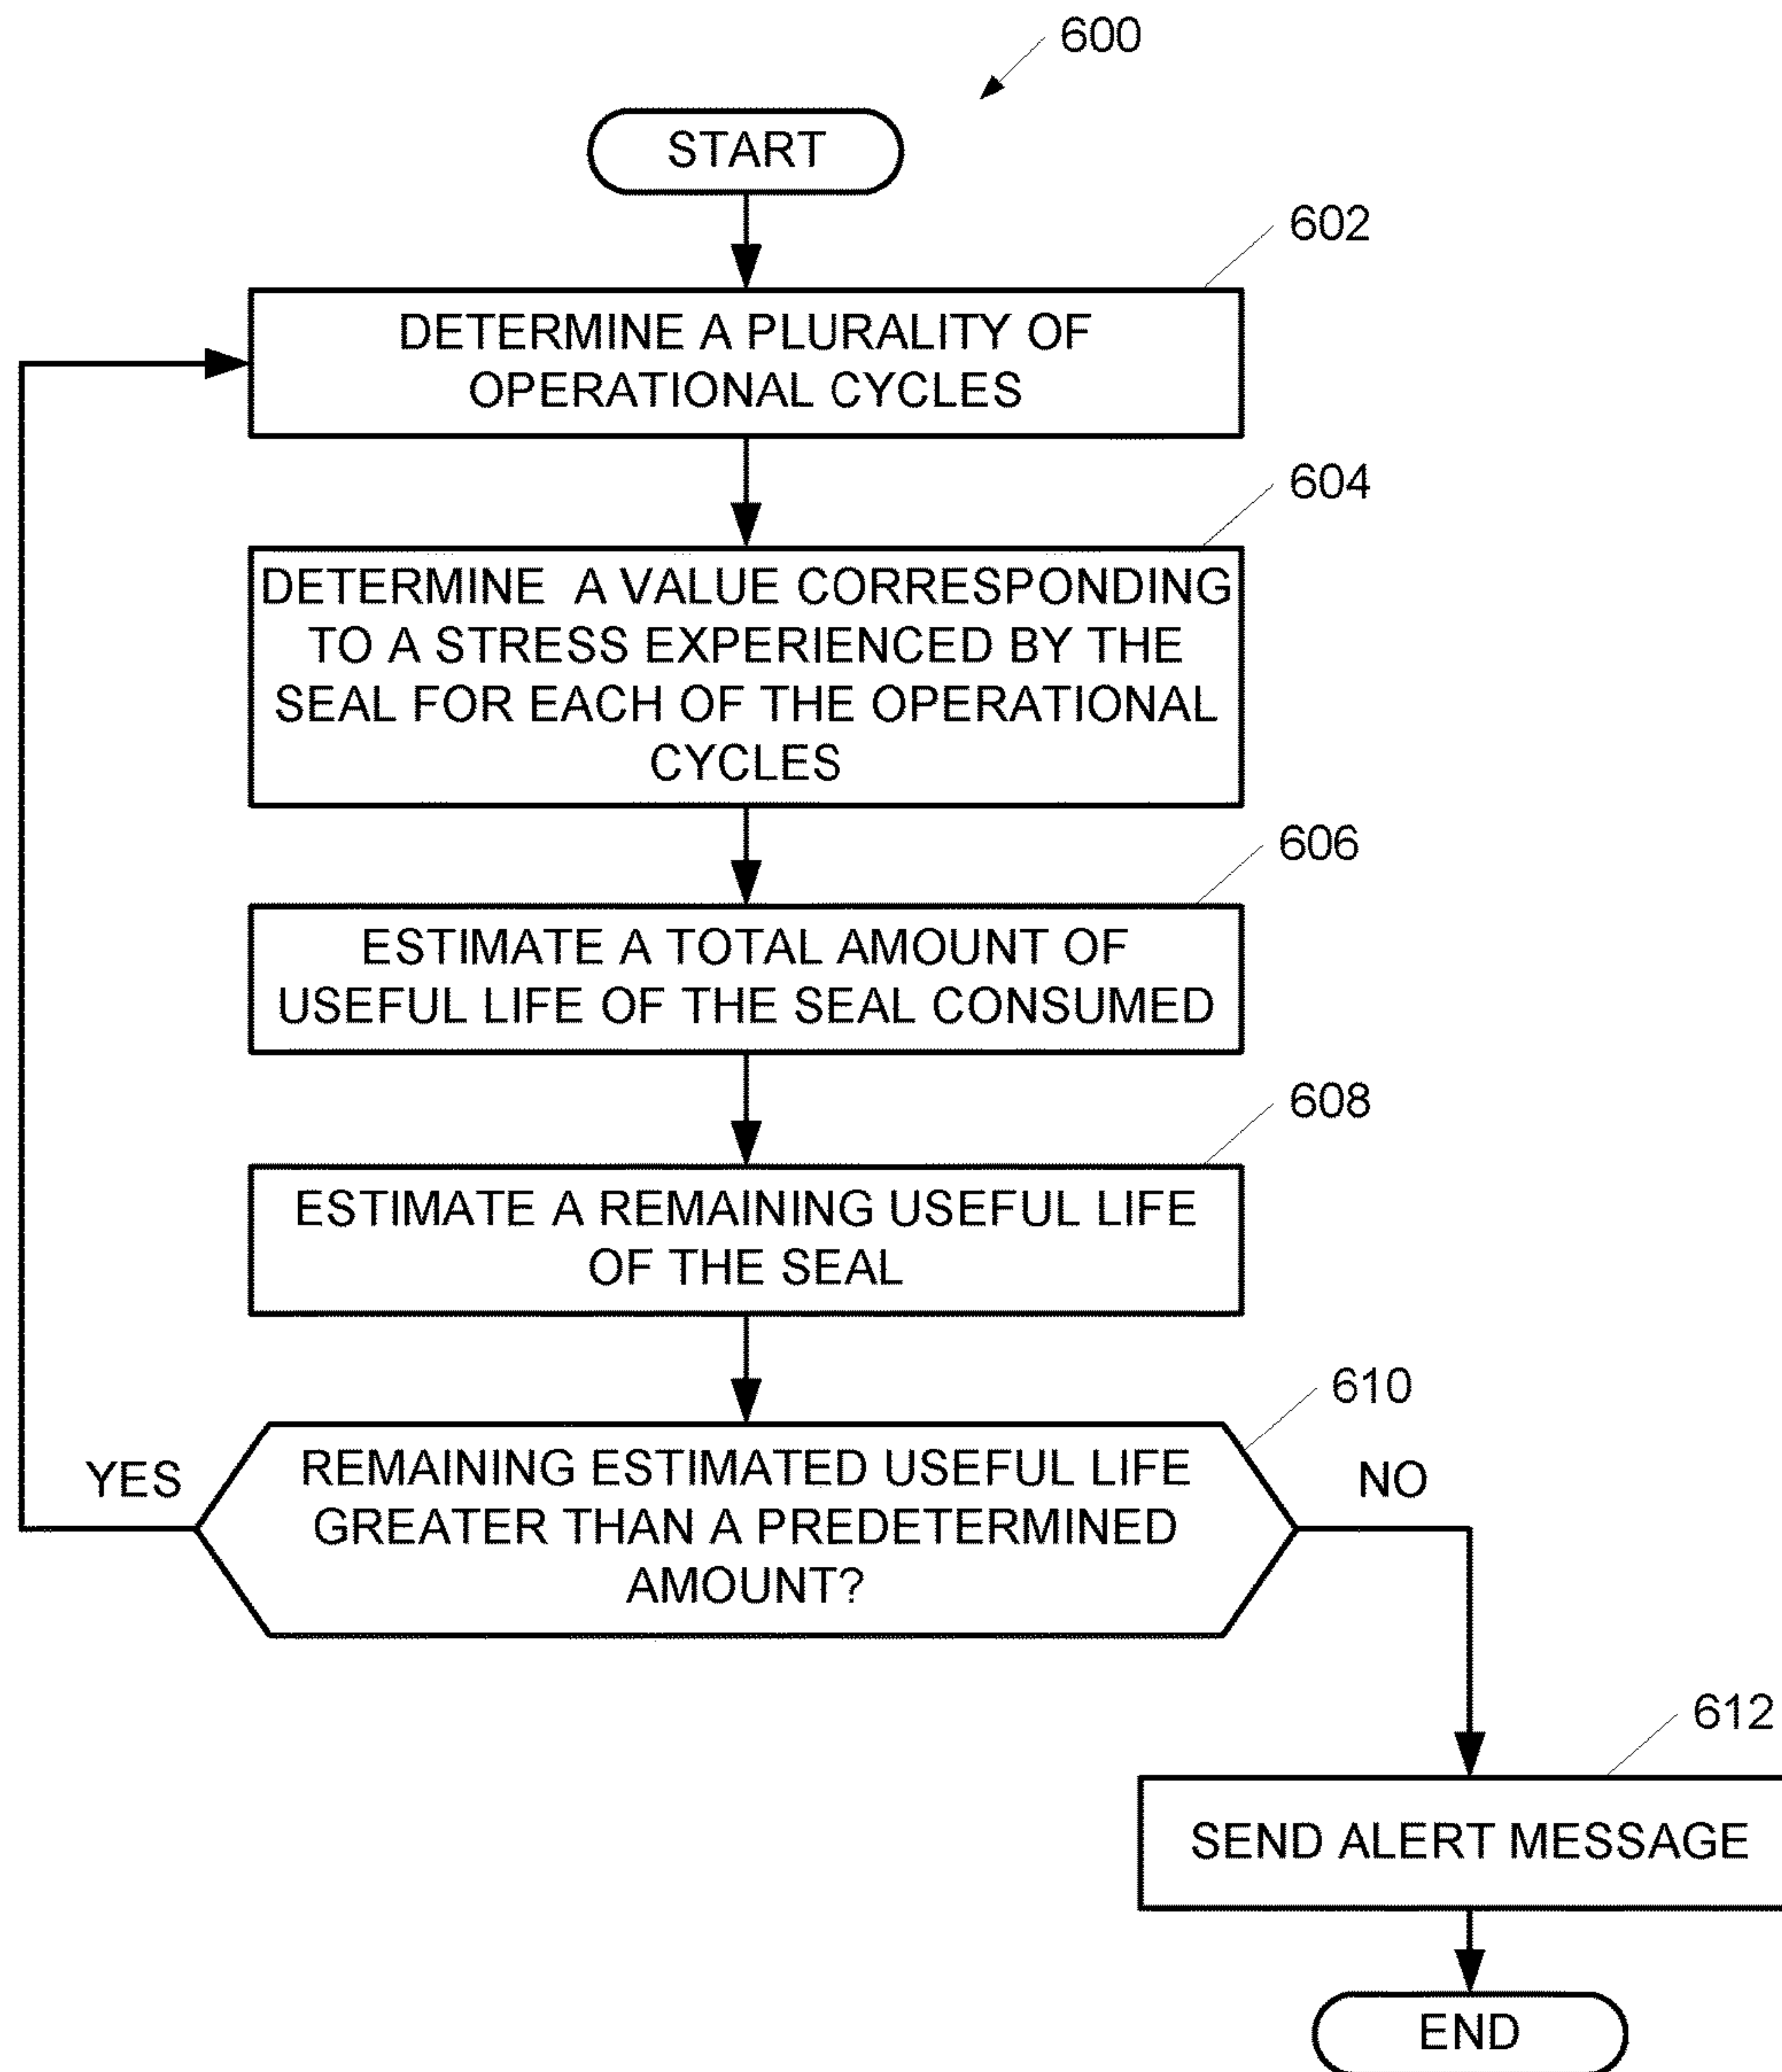 600
START
602
DETERMINE A PLURALITY OF
OPERATIONAL CYCLES
604
DETERMINE A VALUE CORRESPONDING
TO A STRESS EXPERIENCED BY THE
SEAL FOR EACH OF THE OPERATIONAL
CYCLES
606
ESTIMATE A TOTAL AMOUNT OF
USEFUL LIFE OF THE SEAL CONSUMED
608
ESTIMATE A REMAINING USEFUL LIFE
OF THE SEAL
610
YES
REMAINING ESTIMATED USEFUL LIFE
GREATER THAN A PREDETERMINED
AMOUNT?
NO
612
SEND ALERT MESSAGE
END